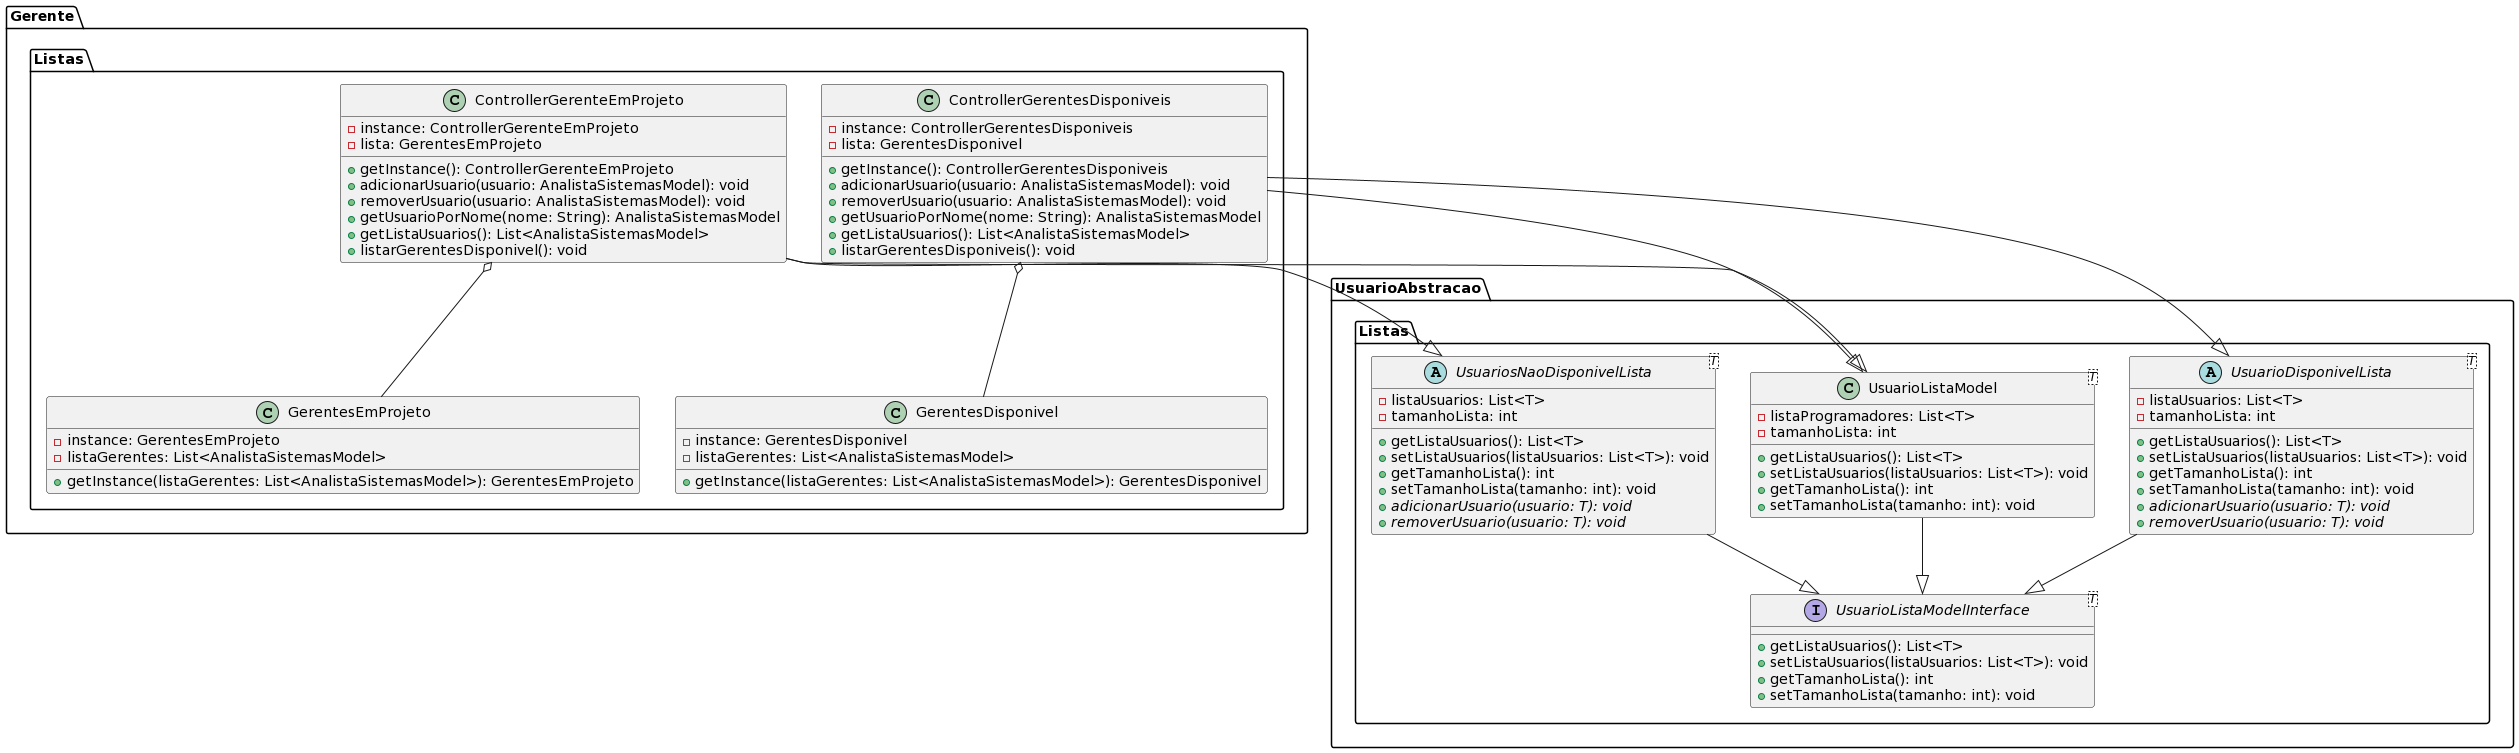 Gerente
Listas
C ControllerGerenteEmProjeto
instance: ControllerGerenteEmProjeto
lista: GerentesEmProjeto
getInstance(): ControllerGerenteEmProjeto
adicionarUsuario(usuario: AnalistaSistemasModel): void
removerUsuario(usuario: AnalistaSistemasModel): void
getUsuarioPorNome(nome: String): AnalistaSistemasModel
getListaUsuarios(): List<AnalistaSistemasModel>
listarGerentesDisponivel(): void
C ControllerGerentesDisponiveis
instance: ControllerGerentesDisponiveis
lista: GerentesDisponivel
getInstance(): ControllerGerentesDisponiveis
adicionarUsuario(usuario: AnalistaSistemasModel): void
removerUsuario(usuario: AnalistaSistemasModel): void
getUsuarioPorNome(nome: String): AnalistaSistemasModel
getListaUsuarios(): List<AnalistaSistemasModel>
listarGerentesDisponiveis(): void
C GerentesEmProjeto
instance: GerentesEmProjeto
listaGerentes: List<AnalistaSistemasModel>
getInstance(listaGerentes: List<AnalistaSistemasModel>): GerentesEmProjeto
C GerentesDisponivel
instance: GerentesDisponivel
listaGerentes: List<AnalistaSistemasModel>
getInstance(listaGerentes: List<AnalistaSistemasModel>): GerentesDisponivel
UsuarioAbstracao
Listas
A UsuariosNaoDisponivelLista T
listaUsuarios: List<T>
tamanhoLista: int
getListaUsuarios(): List<T>
setListaUsuarios(listaUsuarios: List<T>): void
getTamanhoLista(): int
setTamanhoLista(tamanho: int): void
adicionarUsuario(usuario: T): void
removerUsuario(usuario: T): void
C UsuarioListaModel T
listaProgramadores: List<T>
tamanhoLista: int
getListaUsuarios(): List<T>
setListaUsuarios(listaUsuarios: List<T>): void
getTamanhoLista(): int
setTamanhoLista(tamanho: int): void
A UsuarioDisponivelLista T
listaUsuarios: List<T>
tamanhoLista: int
getListaUsuarios(): List<T>
setListaUsuarios(listaUsuarios: List<T>): void
getTamanhoLista(): int
setTamanhoLista(tamanho: int): void
adicionarUsuario(usuario: T): void
removerUsuario(usuario: T): void
I UsuarioListaModelInterface T
getListaUsuarios(): List<T>
setListaUsuarios(listaUsuarios: List<T>): void
getTamanhoLista(): int
setTamanhoLista(tamanho: int): void